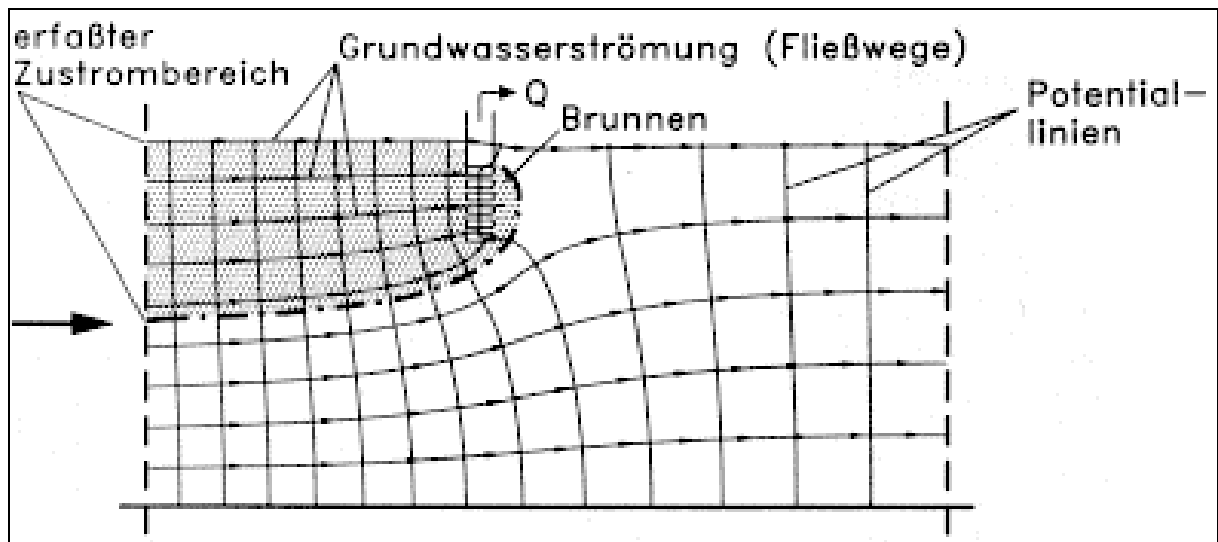 erfaßter
Zustrombereich
Grundwasserströmung (Fließwege)
Q
Brunnen
Potential-
linien